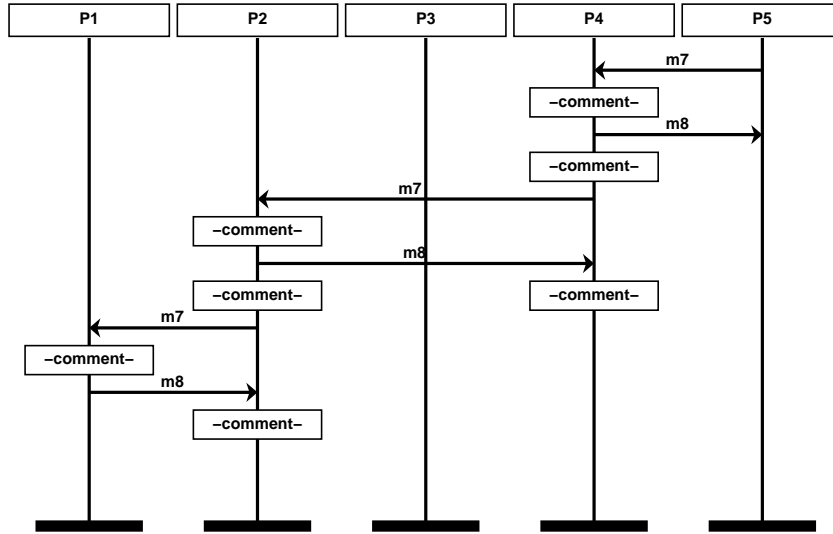 P1 P2 P3 P4 P5
m7
–comment–
m8
–comment–
m7
–comment–
m8
–comment– –comment–
m7
–comment–
m8
–comment–